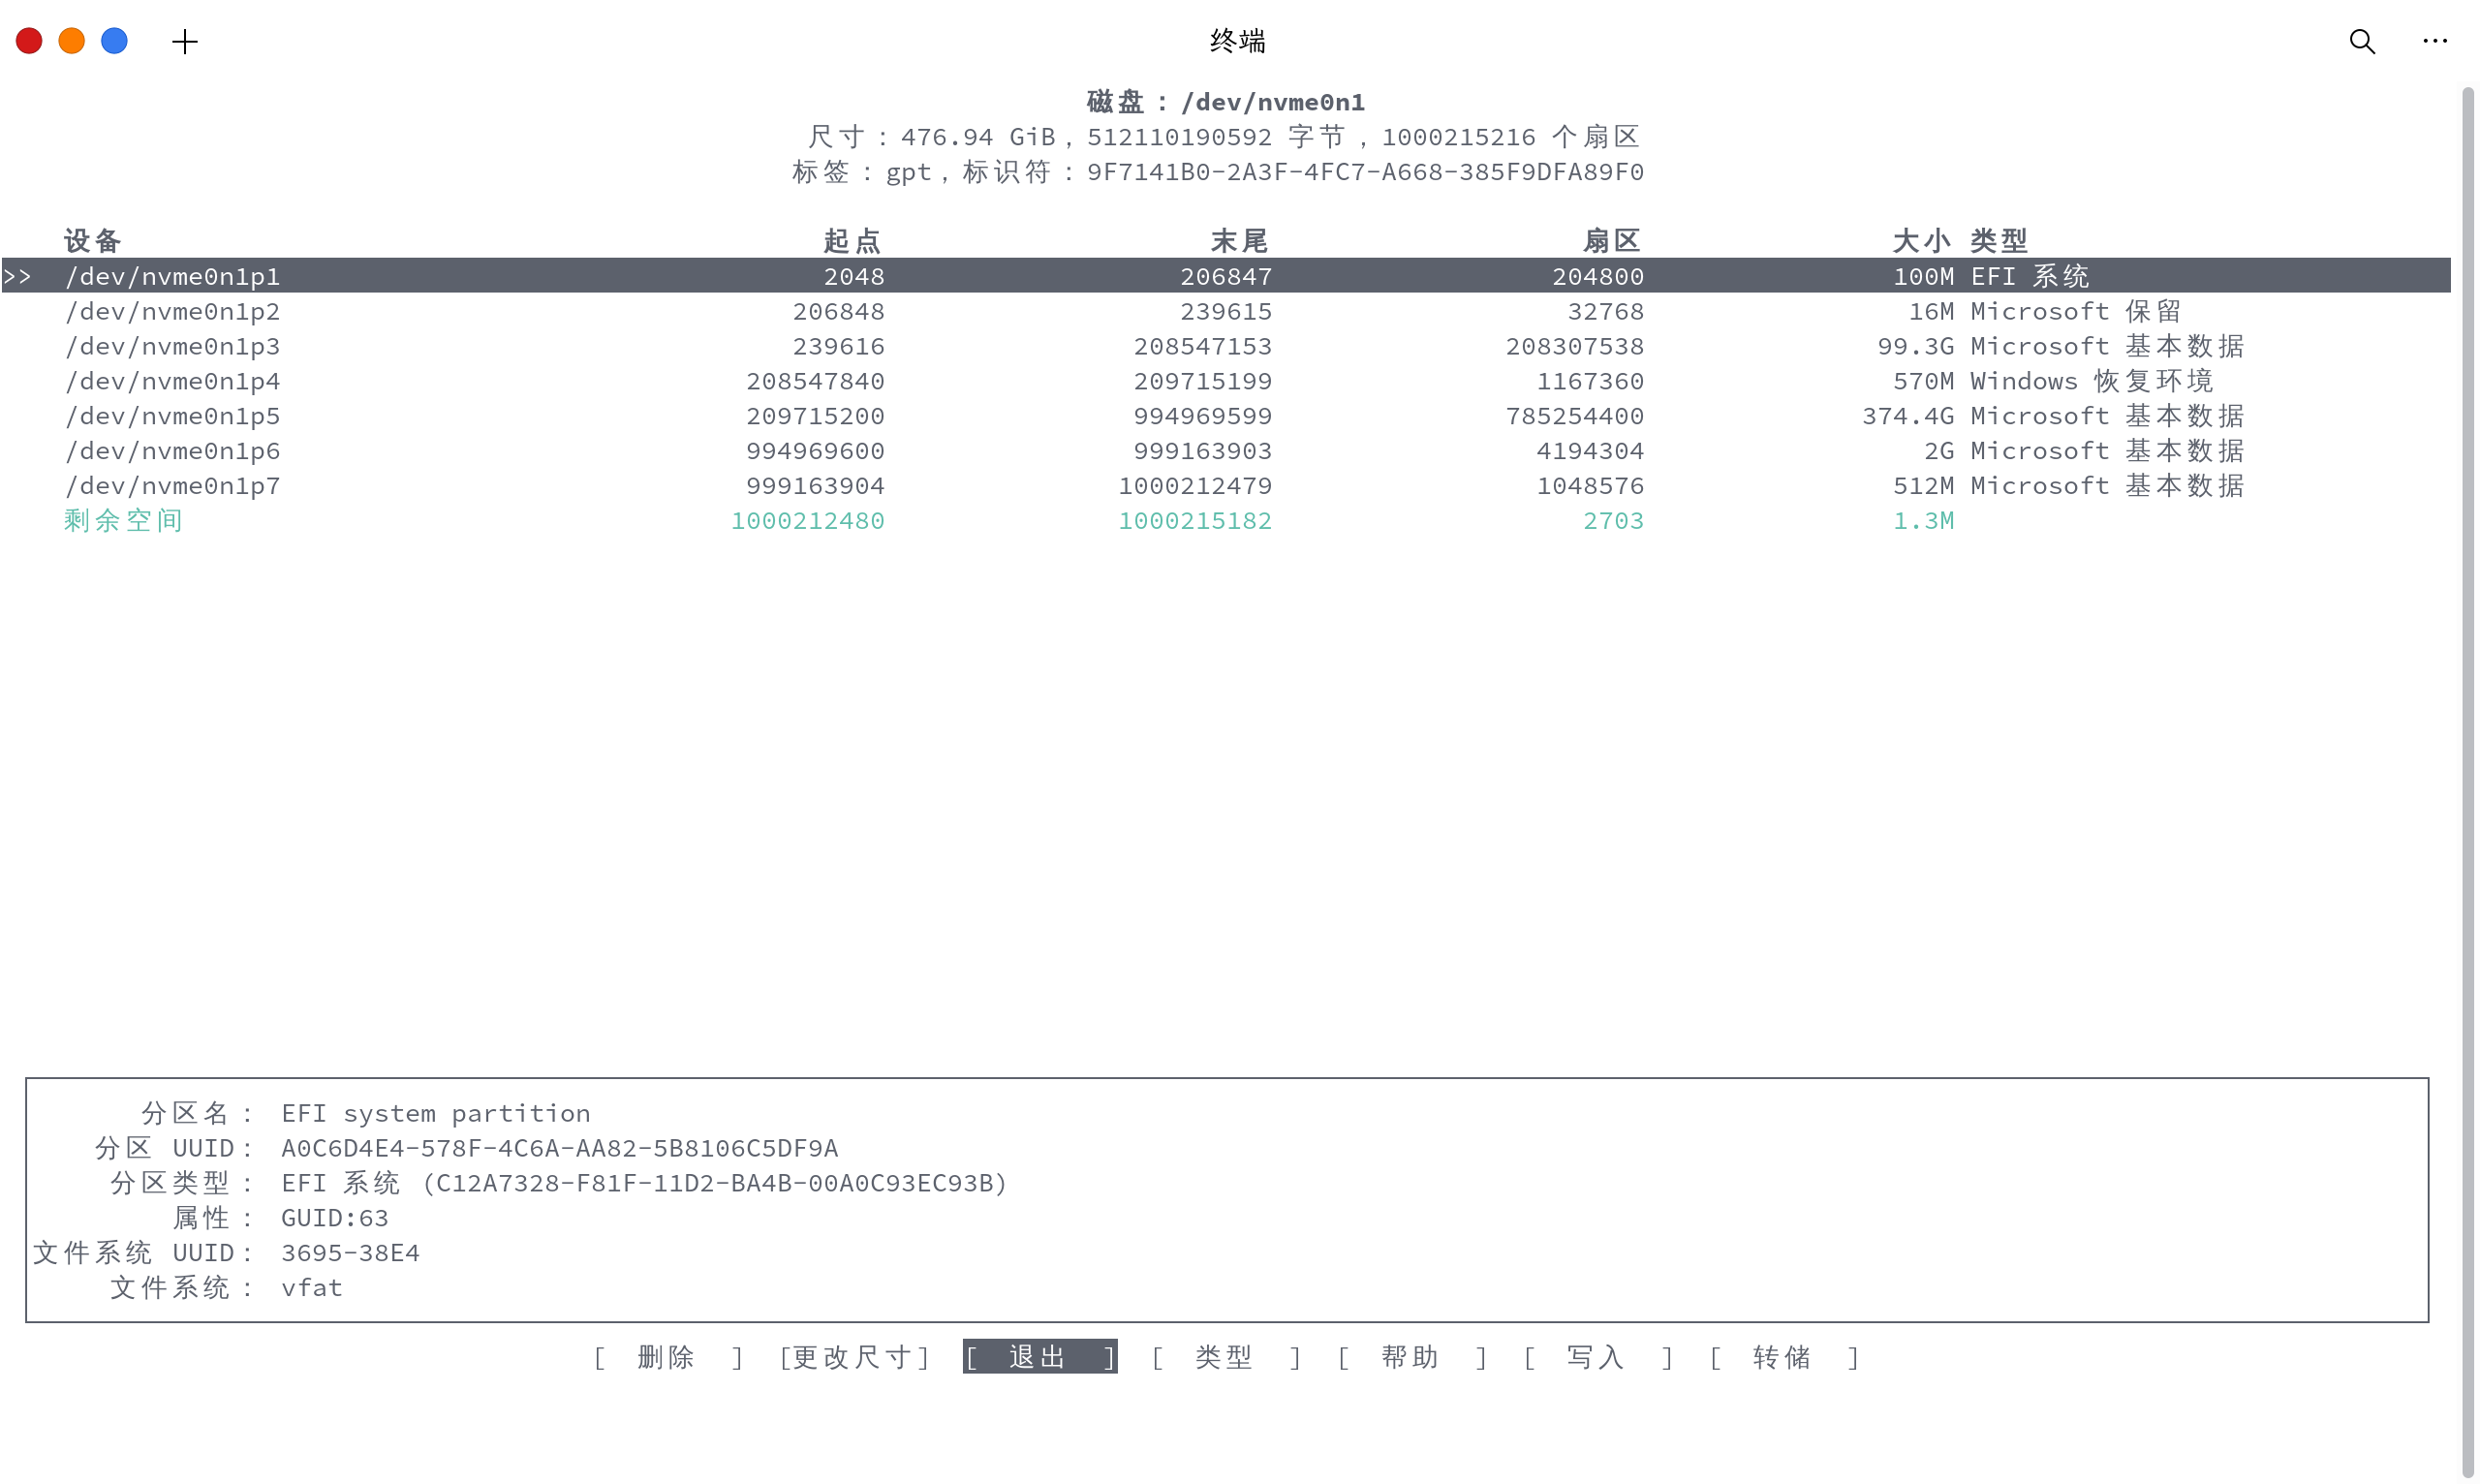 终端
磁盘：/dev/nvme0n1
尺寸：476.94 GiB，512110190592 字节，1000215216 个扇区
标签：gpt，标识符：9F7141B0-2A3F-4FC7-A668-385F9DFA89F0
设备 起点 末尾 扇区 大小 类型
>> /dev/nvme0n1p1 2048 206847 204800 100M EFI 系统
/dev/nvme0n1p2 206848 239615 32768 16M Microsoft 保留
/dev/nvme0n1p3 239616 208547153 208307538 99.3G Microsoft 基本数据
/dev/nvme0n1p4 208547840 209715199 1167360 570M Windows 恢复环境
/dev/nvme0n1p5 209715200 994969599 785254400 374.4G Microsoft 基本数据
/dev/nvme0n1p6 994969600 999163903 4194304 2G Microsoft 基本数据
/dev/nvme0n1p7 999163904 1000212479 1048576 512M Microsoft 基本数据
剩余空间 1000212480 1000215182 2703 1.3M
分区名： EFI system partition
分区 UUID： A0C6D4E4-578F-4C6A-AA82-5B8106C5DF9A
分区类型： EFI 系统 (C12A7328-F81F-11D2-BA4B-00A0C93EC93B)
属性： GUID:63
文件系统 UUID： 3695-38E4
文件系统： vfat
[ 删除 ] [更改尺寸] [ 退出 ] [ 类型 ] [ 帮助 ] [ 写入 ] [ 转储 ]